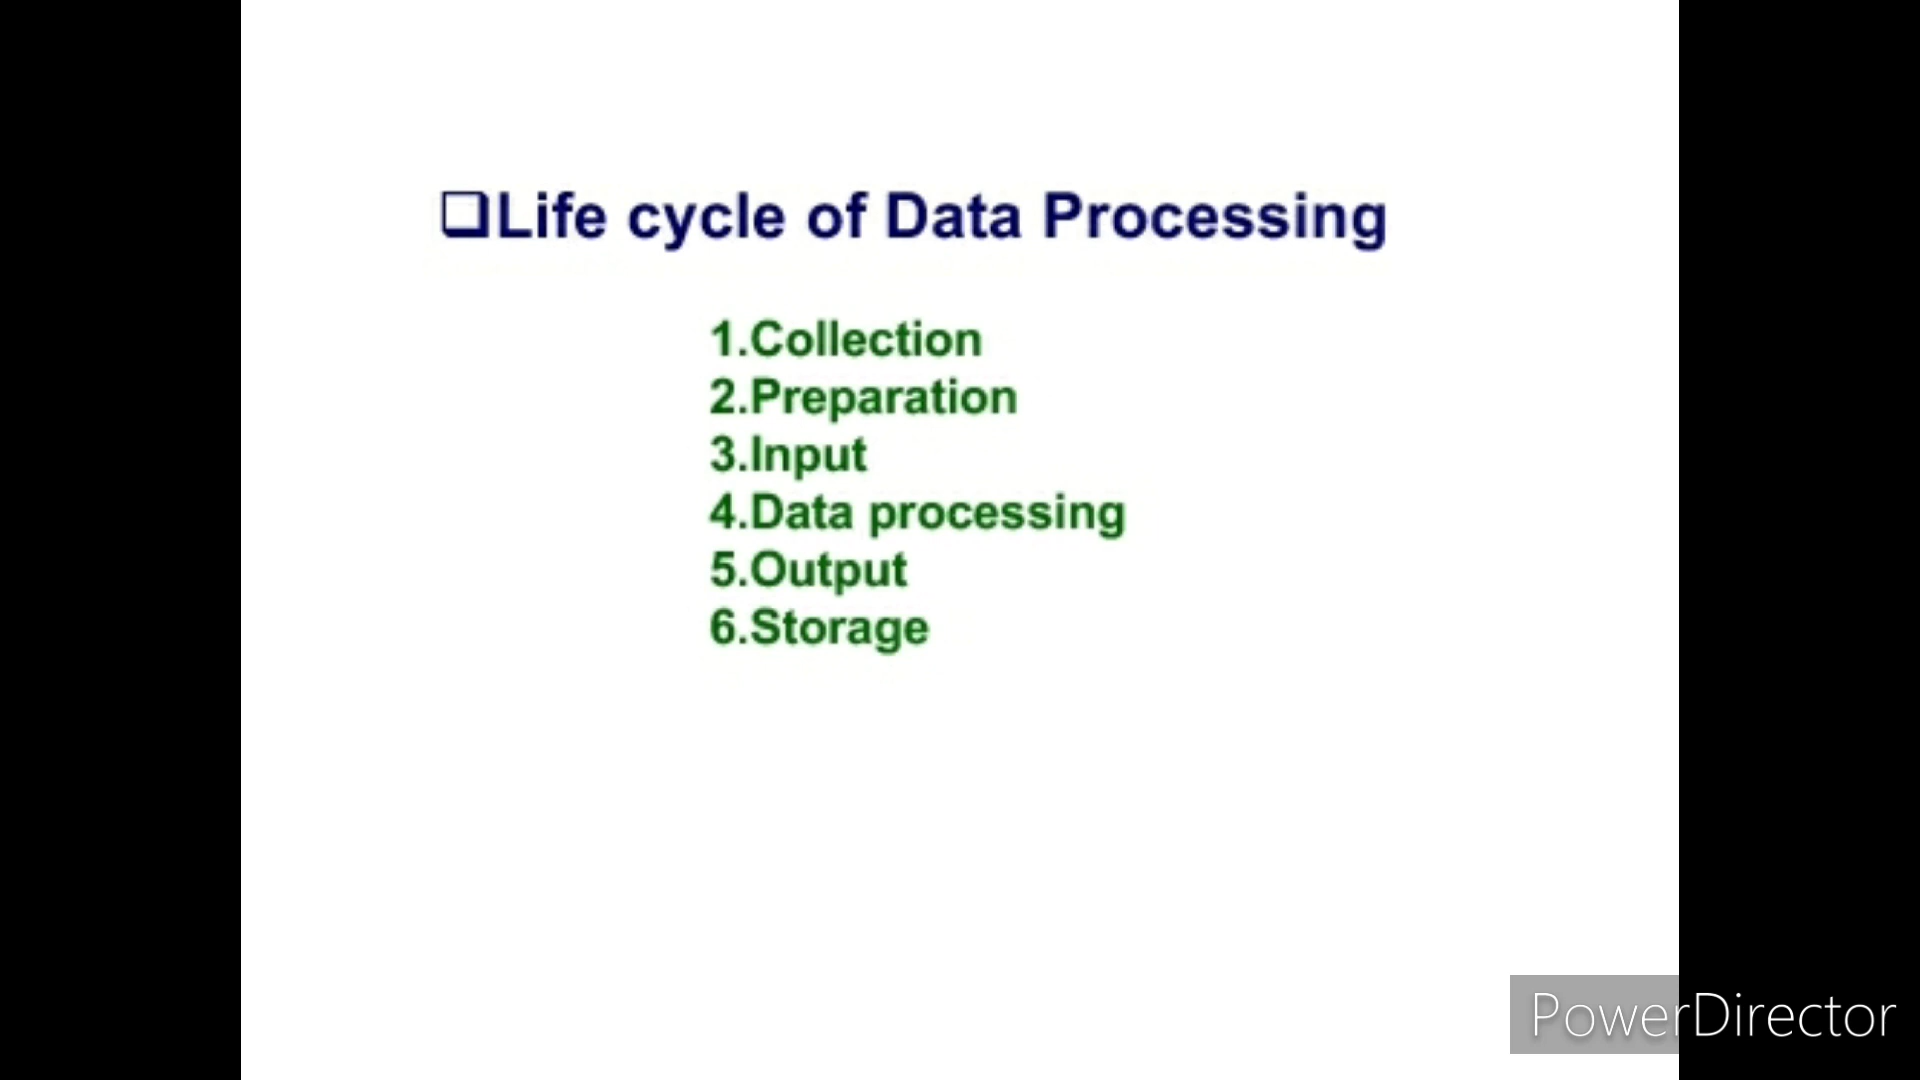 ❑Life cycle of Data Processing
1.Collection
2.Preparation
3.Input
4.Data processing
5.Output
6.Storage
PowerDirector